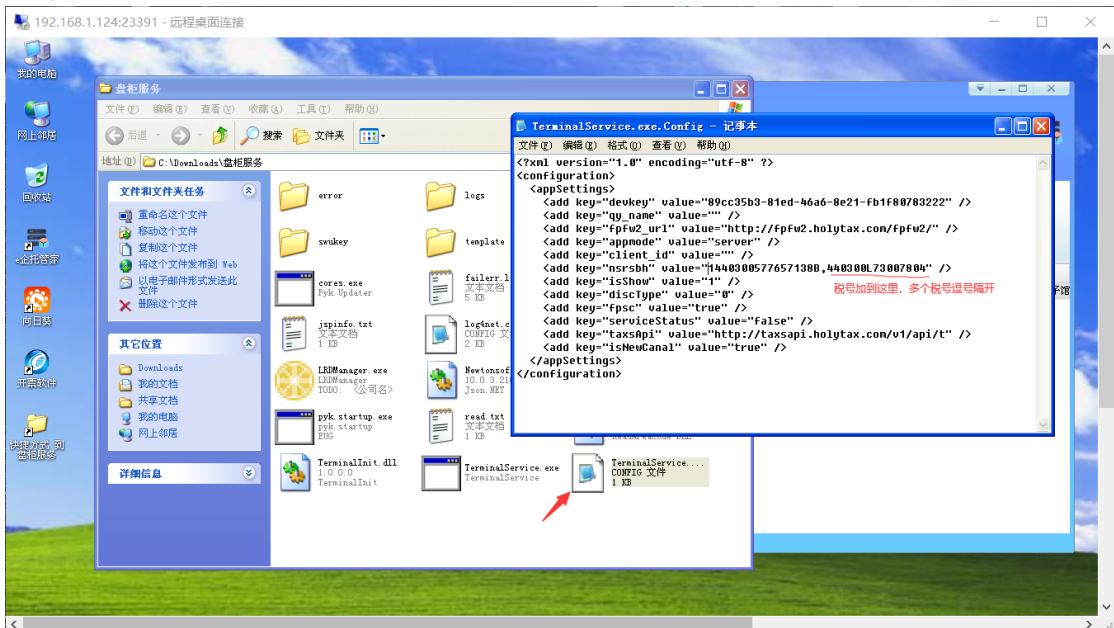 192.168.1.124:23391 - 远程桌面连接
我的电脑
网上邻居
回收站
e企托管家
向日葵
开票软件
快捷方式 到
盘柜服务
盘柜服务
文件(F) 编辑(E) 查看(V) 收藏(A) 工具(T) 帮助(H)
后退 搜索 文件夹
地址(D) C:\Downloads\盘柜服务
文件和文件夹任务
重命名这个文件
移动这个文件
复制这个文件
将这个文件发布到 Web
以电子邮件形式发送此
文件
删除这个文件
其它位置
Downloads
我的文档
共享文档
我的电脑
网上邻居
详细信息
error
logs
swukey
template
cores.exe
Pyk.Updater
failerr.l
文本文档
5 KB
jspinfo.txt
文本文档
1 KB
log4net.c
CONFIG 文
2 KB
LRDManager.exe
LRDManager
TODO: <公司名>
Newtonsof
10.0.3.21
Json.NET
pyk.startup.exe
pyk.startup
EUG
read.txt
文本文档
1 KB
ReadAreaCode DLL
TerminalInit.dll
1.0.0.0
TerminalInit
TerminalService.exe
TerminalService
TerminalService....
CONFIG 文件
1 KB
TerminalService.exe.Config - 记事本
文件(F) 编辑(E) 格式(O) 查看(V) 帮助(H)
<?xml version="1.0" encoding="utf-8" ?>
<configuration>
<appSettings>
<add key="devkey" value="89cc35b3-81ed-46a6-8e21-fb1f80783222" />
<add key="qy_name" value="" />
<add key="fpfw2_url" value="http://fpfw2.holytax.com/fpfw2/" />
<add key="appmode" value="server" />
<add key="client_id" value="" />
<add key="nsrsbh" value="1440300577657138D,440300L73007804" />
<add key="isShow" value="1" />
<add key="discType" value="0" />
<add key="fpsc" value="true" />
<add key="serviceStatus" value="false" />
<add key="taxsApi" value="http://taxsapi.holytax.com/v1/api/t" />
<add key="isNewCanal" value="true" />
</appSettings>
</configuration>
税号加到这里，多个税号逗号隔开